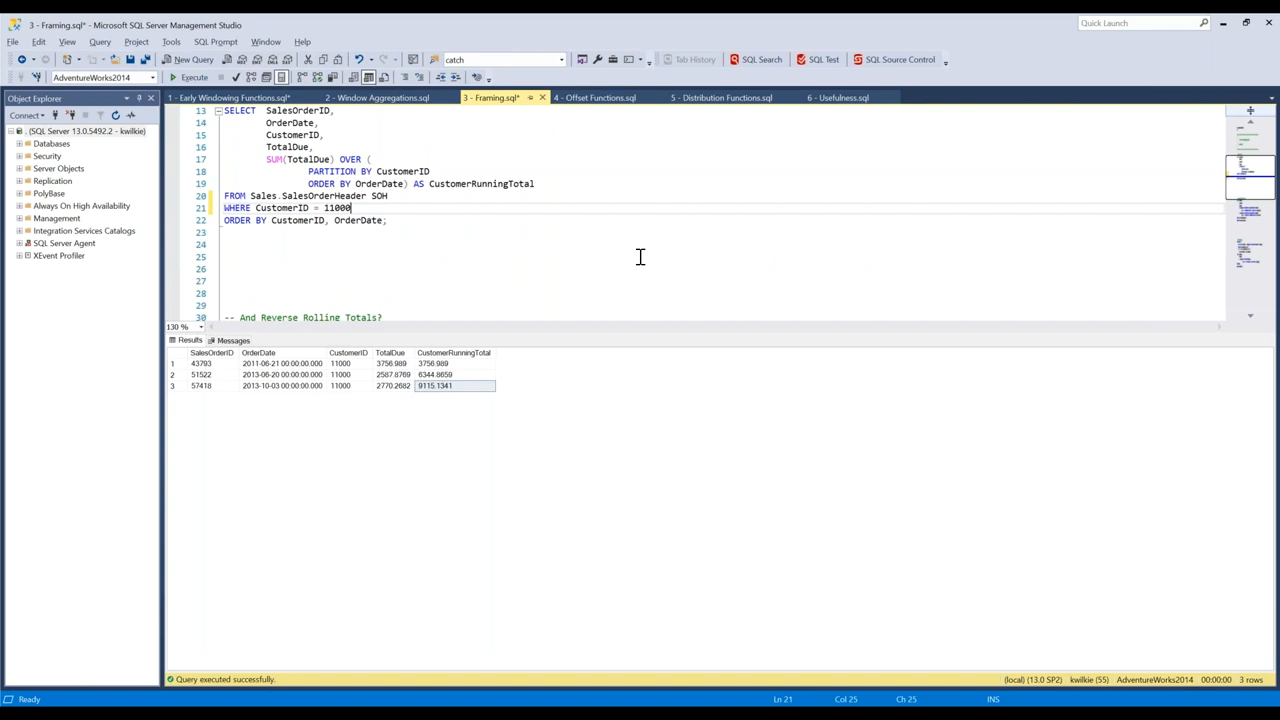 3 - Framing.sql* - Microsoft SQL Server Management Studio
Quick Launch
File Edit View Query Project Tools SQL Prompt Window Help
New Query catch Tab History SQL Search SQL Test SQL Source Control
AdventureWorks2014 Execute
Object Explorer
Connect
. (SQL Server 13.0.5492.2 - kwilkie)
Databases
Security
Server Objects
Replication
PolyBase
Always On High Availability
Management
Integration Services Catalogs
SQL Server Agent
XEvent Profiler
1 - Early Windowing Functions.sql* 2 - Window Aggregations.sql 3 - Framing.sql* 4 - Offset Functions.sql 5 - Distribution Functions.sql 6 - Usefulness.sql
13 SELECT SalesOrderID,
14 OrderDate,
15 CustomerID,
16 TotalDue,
17 SUM(TotalDue) OVER (
18 PARTITION BY CustomerID
19 ORDER BY OrderDate) AS CustomerRunningTotal
20 FROM Sales.SalesOrderHeader SOH
21 WHERE CustomerID = 11000
22 ORDER BY CustomerID, OrderDate;
23
24
25
26
27
28
29
30 -- And Reverse Rolling Totals?
130 %
Results Messages
SalesOrderID OrderDate CustomerID TotalDue CustomerRunningTotal
1 43793 2011-06-21 00:00:00.000 11000 3756.989 3756.989
2 51522 2013-06-20 00:00:00.000 11000 2587.8769 6344.8659
3 57418 2013-10-03 00:00:00.000 11000 2770.2682 9115.1341
Query executed successfully. (local) (13.0 SP2) kwilkie (55) AdventureWorks2014 00:00:00 3 rows
Ready Ln 21 Col 25 Ch 25 INS